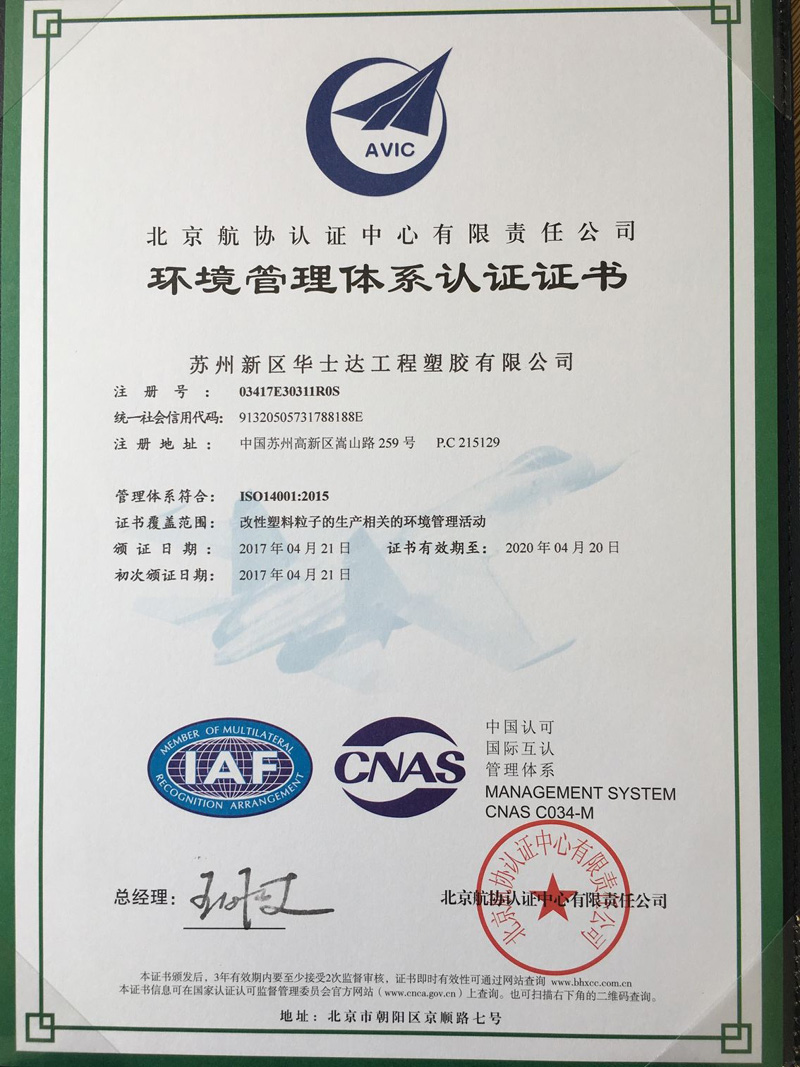 AVIC
北京航协认证中心有限责任公司
环境管理体系认证证书
苏州新区华士达工程塑胶有限公司
注册号： 03417E30311R0S
统一社会信用代码： 91320505731788188E
注册地址： 中国苏州高新区嵩山路 259 号 P.C 215129
管理体系符合： ISO14001:2015
证书覆盖范围： 改性塑料粒子的生产相关的环境管理活动
颁证日期： 2017 年 04 月 21 日 证书有效期至： 2020 年 04 月 20 日
初次颁证日期： 2017 年 04 月 21 日
MEMBER OF MULTILATERAL
IAF
RECOGNITION ARRANGEMENT
CNAS
中国认可
国际互认
管理体系
MANAGEMENT SYSTEM
CNAS C034-M
总经理：
北京航协认证中心有限责任公司
北京航协认证中心有限责任公司
本证书颁发后，3年有效期内要至少接受2次监督审核，证书即时有效性可通过网站查询 www.bhxcc.com.cn
本证书信息可在国家认证认可监督管理委员会官方网站（www.cnca.gov.cn）上查询。也可扫描右下角的二维码查询。
地址：北京市朝阳区京顺路七号